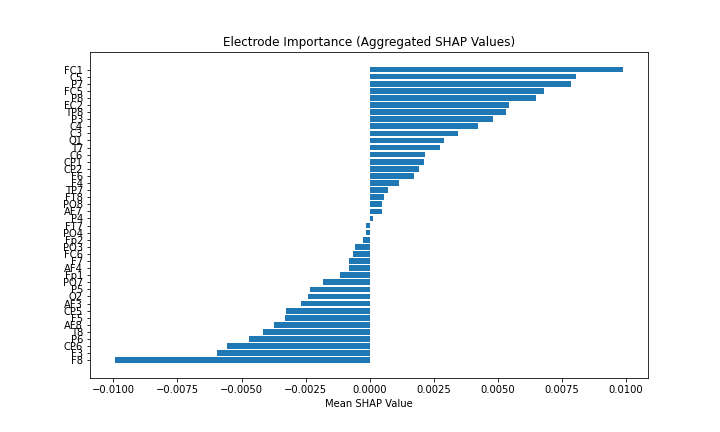 Electrode Importance (Aggregated SHAP Values)
FC1
C5
P7
FC5
P8
FC2
TP8
P3
C4
C3
O1
T7
C6
CP1
CP2
F6
F4
TP7
FT8
PO8
AF7
P4
FT7
PO4
Fp2
PO3
FC6
F7
AF4
Fp1
PO7
P5
O2
AF3
CP5
F5
AF8
T8
P6
CP6
F3
F8
−0.0100 −0.0075 −0.0050 −0.0025 0.0000 0.0025 0.0050 0.0075 0.0100
Mean SHAP Value